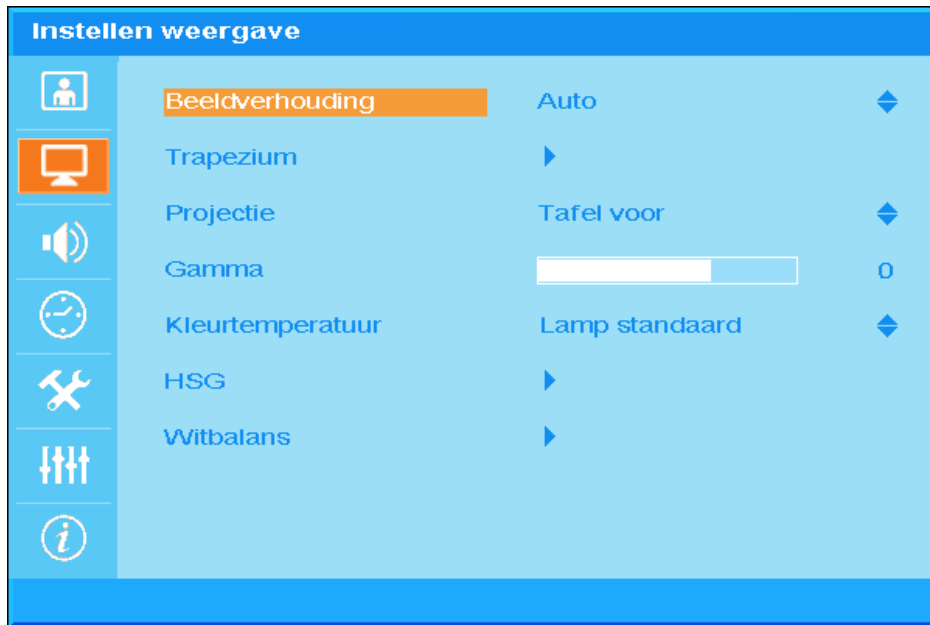 Instellen weergave
Beeldverhouding Auto
Trapezium
Projectie Tafel voor
Gamma 0
Kleurtemperatuur Lamp standaard
HSG
Witbalans
i